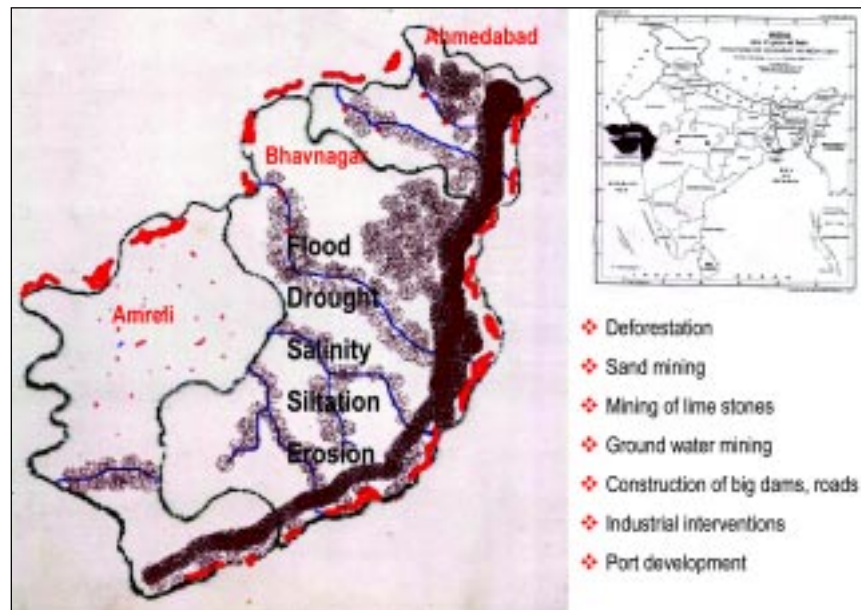 Ahmedabad
Bhavnagar
Flood
Drought
Amreli
Salinity
Siltation
Erosion
INDIA
❖ Deforestation
❖ Sand mining
❖ Mining of lime stones
❖ Ground water mining
❖ Construction of big dams, roads
❖ Industrial interventions
❖ Port development